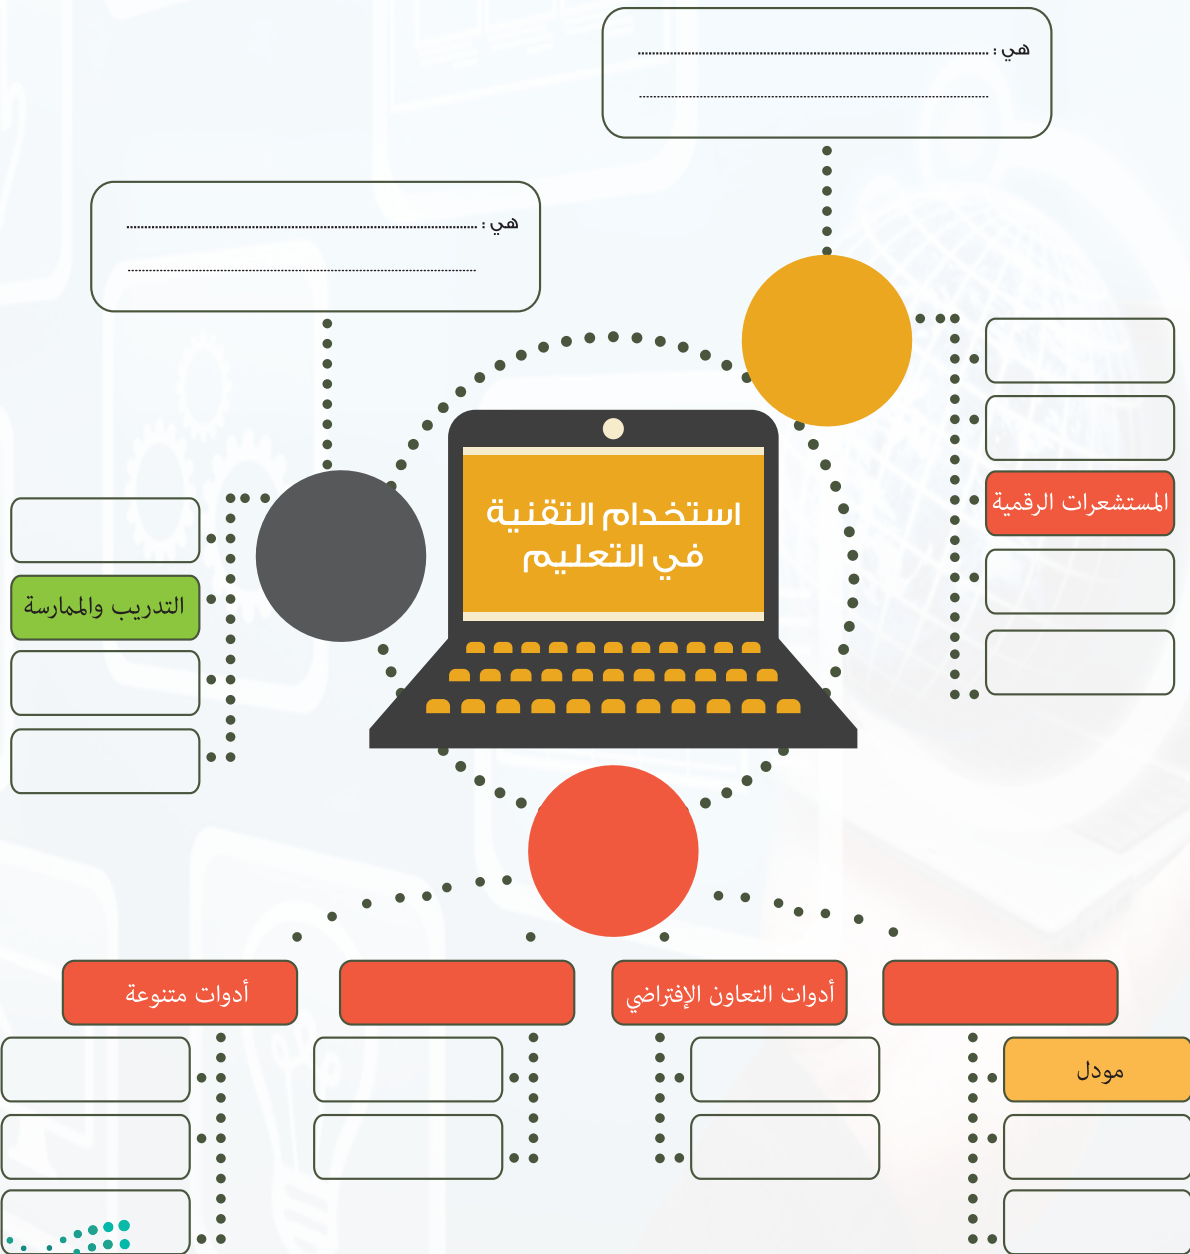 هي : ........................................
........................................
هي : ........................................
........................................
استخدام التقنية
في التعليم
المستشعرات الرقمية
التدريب والممارسة
أدوات التعاون الإفتراضي
أدوات متنوعة
مودل